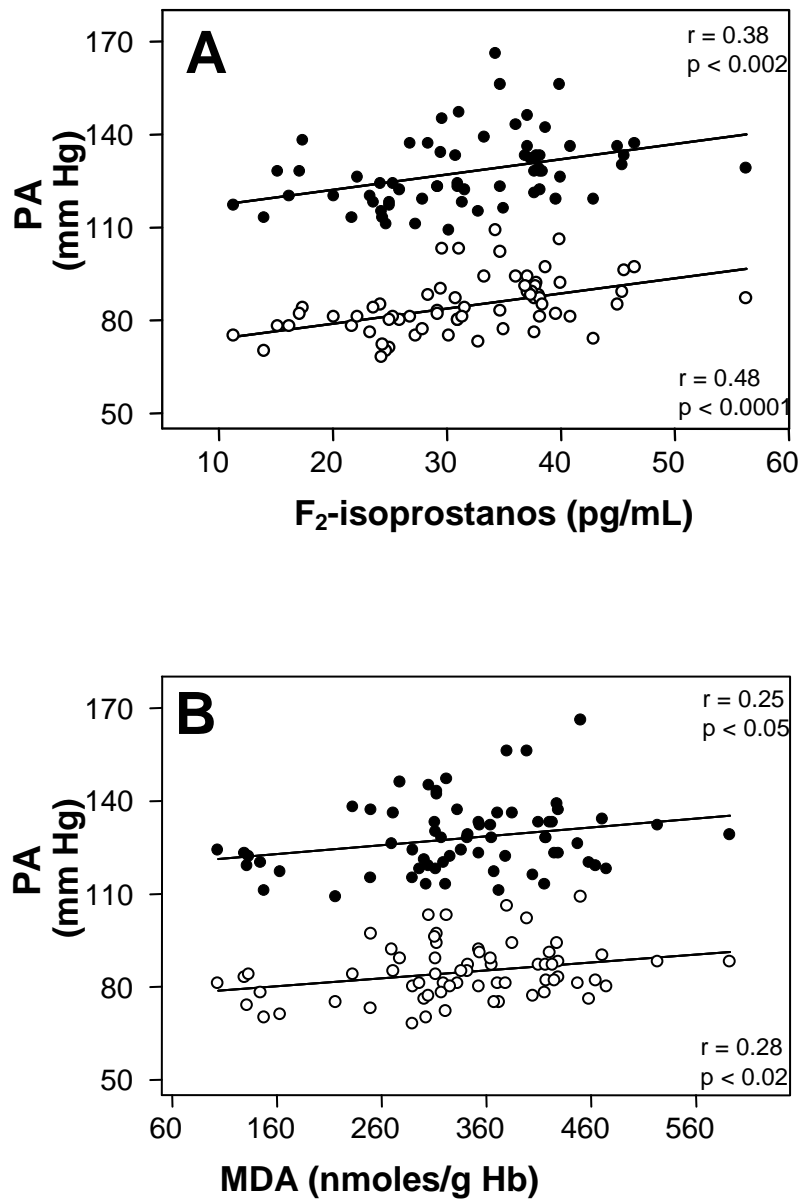 A
r = 0.38
p < 0.002
170
140
110
80
50
PA
(mm Hg)
r = 0.48
p < 0.0001
10 20 30 40 50 60
F₂-isoprostanos (pg/mL)
B
r = 0.25
p < 0.05
170
140
110
80
50
PA
(mm Hg)
r = 0.28
p < 0.02
60 160 260 360 460 560
MDA (nmoles/g Hb)